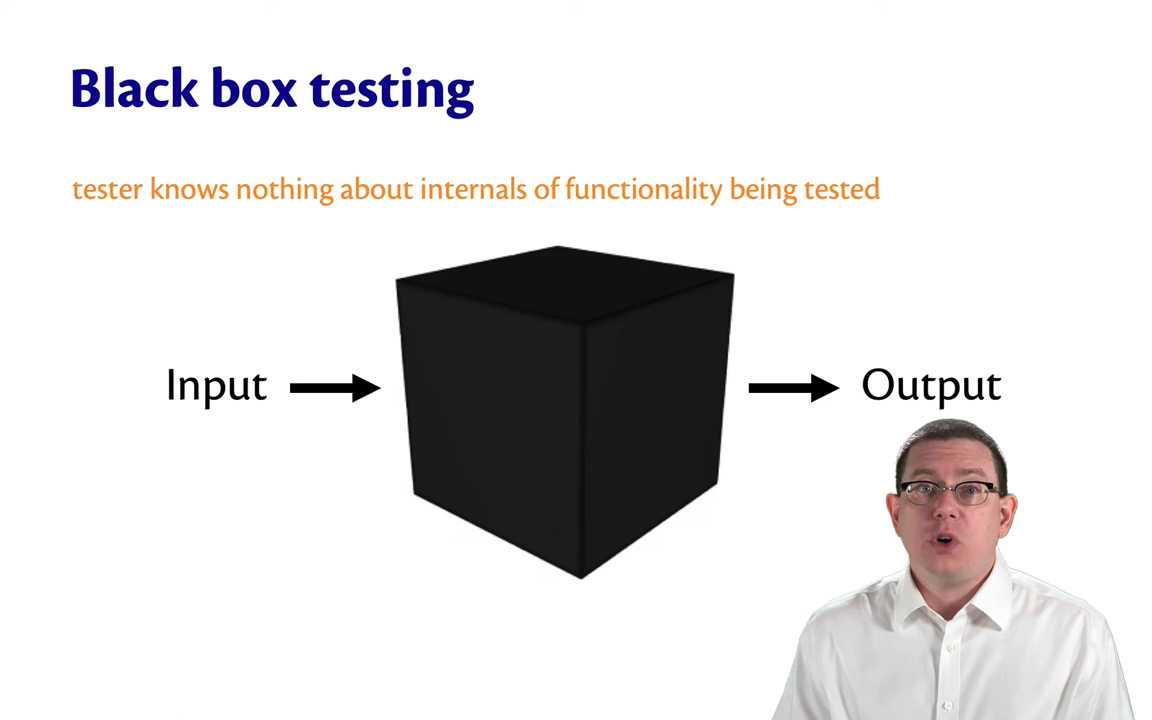 Black box testing
tester knows nothing about internals of functionality being tested
Input
Output